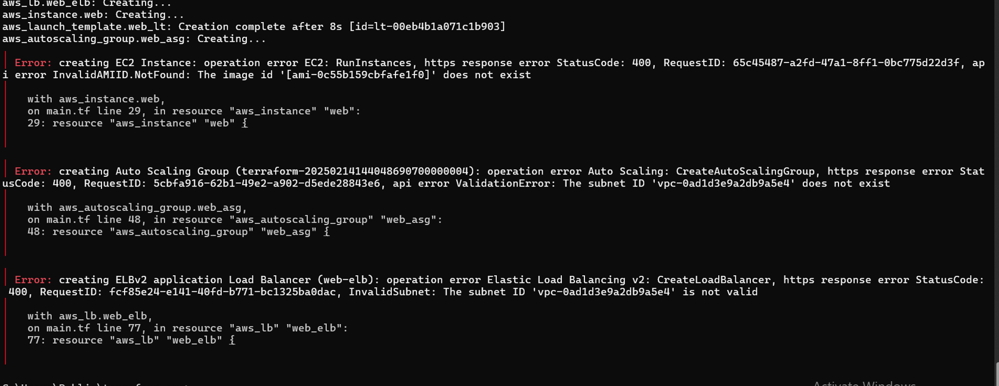 aws_lb.web_elb: Creating...
aws_instance.web: Creating...
aws_launch_template.web_lt: Creation complete after 8s [id=lt-00eb4b1a071c1b903]
aws_autoscaling_group.web_asg: Creating...
Error: creating EC2 Instance: operation error EC2: RunInstances, https response error StatusCode: 400, RequestID: 65c45487-a2fd-47a1-8ff1-0bc775d22d3f, ap
i error InvalidAMIID.NotFound: The image id '[ami-0c55b159cbfafe1f0]' does not exist
with aws_instance.web,
on main.tf line 29, in resource "aws_instance" "web":
29: resource "aws_instance" "web" {
Error: creating Auto Scaling Group (terraform-20250214144048690700000004): operation error Auto Scaling: CreateAutoScalingGroup, https response error Stat
usCode: 400, RequestID: 5cbfa916-62b1-49e2-a902-d5ede28843e6, api error ValidationError: The subnet ID 'vpc-0ad1d3e9a2db9a5e4' does not exist
with aws_autoscaling_group.web_asg,
on main.tf line 48, in resource "aws_autoscaling_group" "web_asg":
48: resource "aws_autoscaling_group" "web_asg" {
Error: creating ELBv2 application Load Balancer (web-elb): operation error Elastic Load Balancing v2: CreateLoadBalancer, https response error StatusCode:
400, RequestID: fcf85e24-e141-40fd-b771-bc1325ba0dac, InvalidSubnet: The subnet ID 'vpc-0ad1d3e9a2db9a5e4' is not valid
with aws_lb.web_elb,
on main.tf line 77, in resource "aws_lb" "web_elb":
77: resource "aws_lb" "web_elb" {
Activate Windows